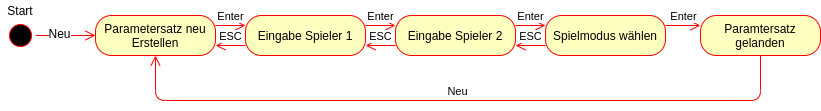 Start
Neu
Parametersatz neu
Erstellen
Enter
ESC
Eingabe Spieler 1
Enter
ESC
Eingabe Spieler 2
Enter
ESC
Spielmodus wählen
Enter
Paramtersatz
gelanden
Neu